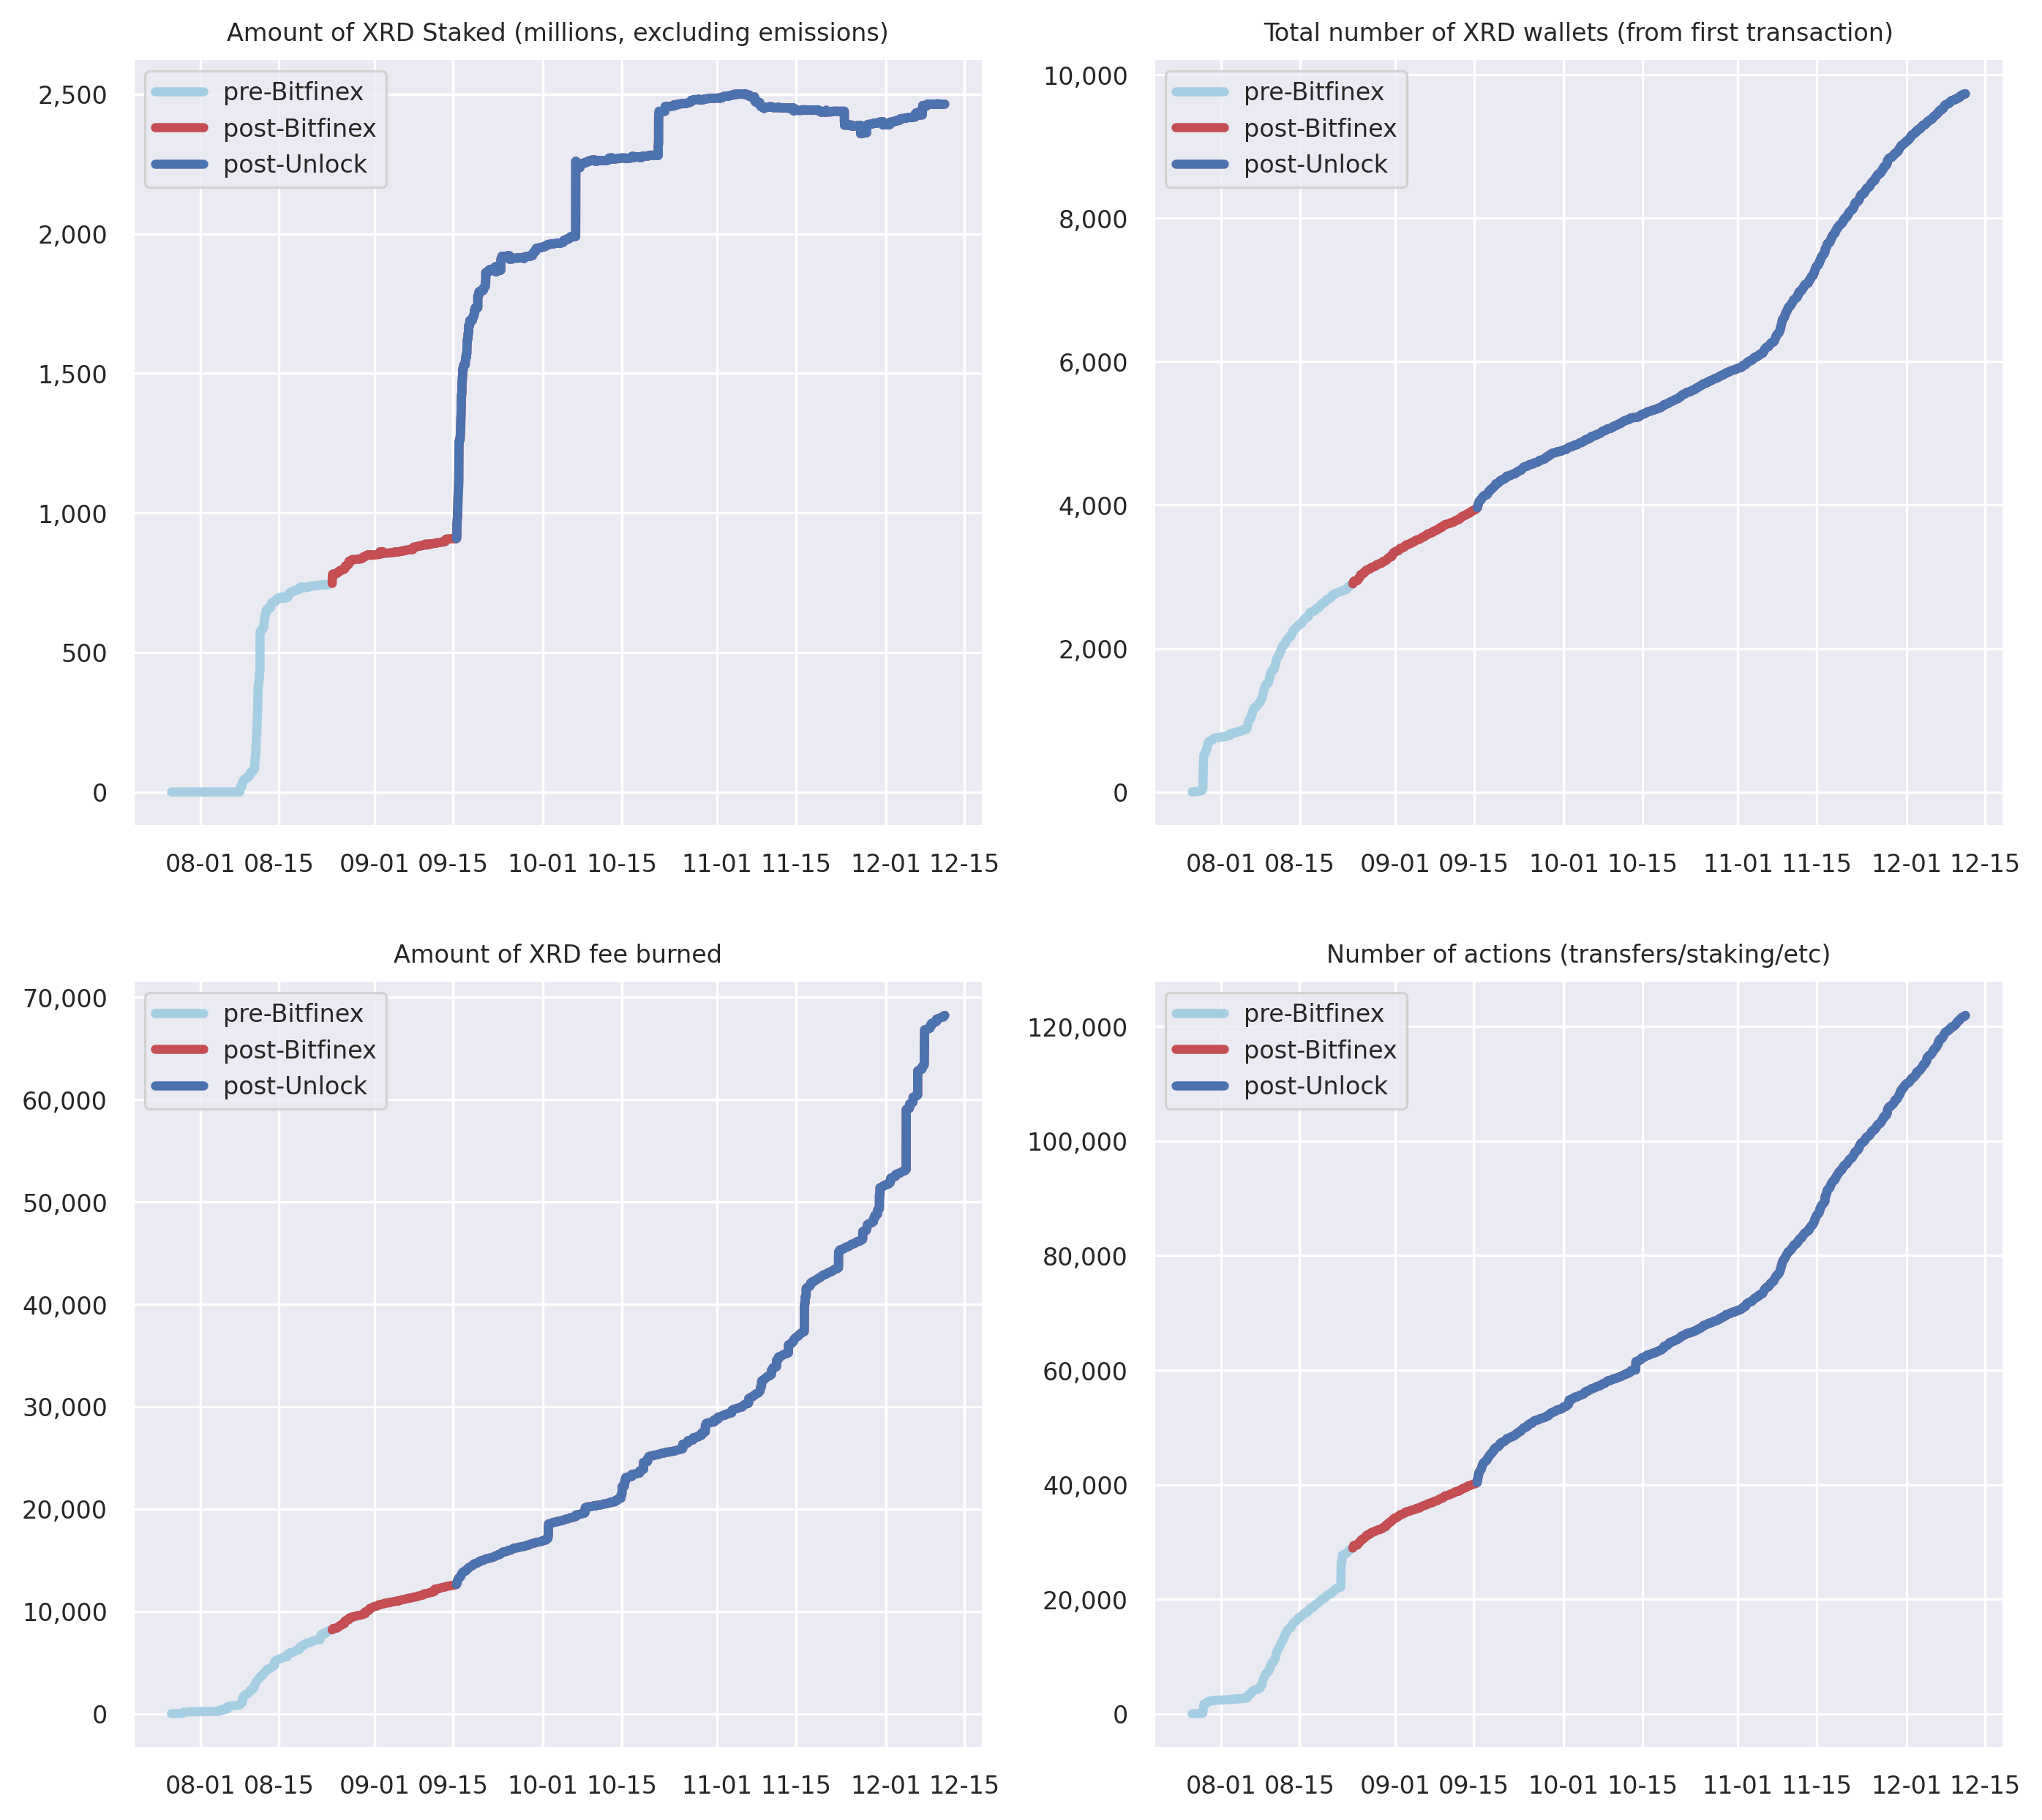 Amount of XRD Staked (millions, excluding emissions)
pre-Bitfinex
post-Bitfinex
post-Unlock
2,500
2,000
1,500
1,000
500
0
08-01 08-15 09-01 09-15 10-01 10-15 11-01 11-15 12-01 12-15
Total number of XRD wallets (from first transaction)
pre-Bitfinex
post-Bitfinex
post-Unlock
10,000
8,000
6,000
4,000
2,000
0
08-01 08-15 09-01 09-15 10-01 10-15 11-01 11-15 12-01 12-15
Amount of XRD fee burned
pre-Bitfinex
post-Bitfinex
post-Unlock
70,000
60,000
50,000
40,000
30,000
20,000
10,000
0
08-01 08-15 09-01 09-15 10-01 10-15 11-01 11-15 12-01 12-15
Number of actions (transfers/staking/etc)
pre-Bitfinex
post-Bitfinex
post-Unlock
120,000
100,000
80,000
60,000
40,000
20,000
0
08-01 08-15 09-01 09-15 10-01 10-15 11-01 11-15 12-01 12-15